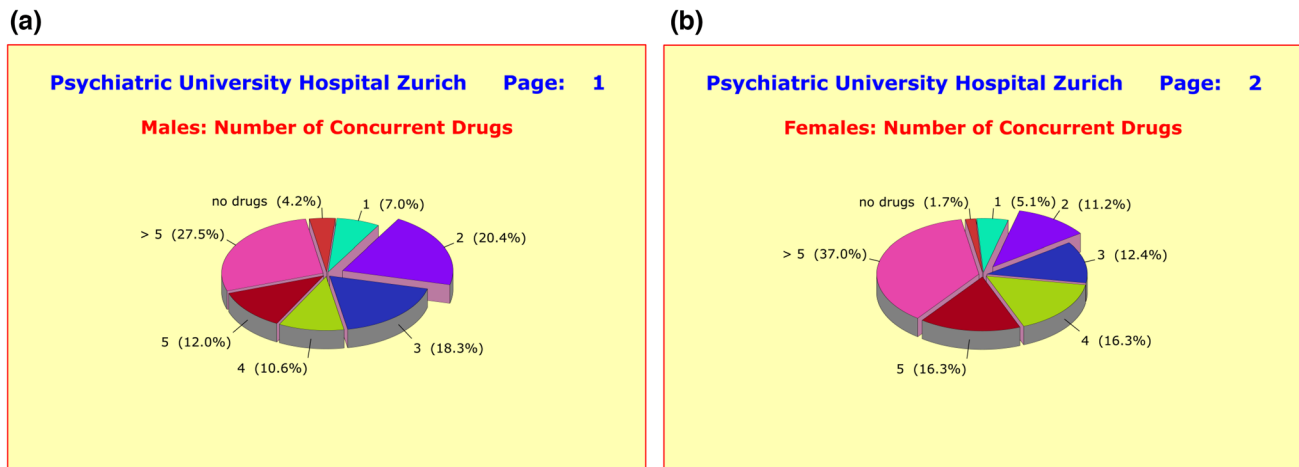 (a)
Psychiatric University Hospital Zurich Page: 1
Males: Number of Concurrent Drugs
no drugs (4.2%)
1 (7.0%)
> 5 (27.5%)
2 (20.4%)
5 (12.0%)
3 (18.3%)
4 (10.6%)
(b)
Psychiatric University Hospital Zurich Page: 2
Females: Number of Concurrent Drugs
no drugs (1.7%)
1 (5.1%)
2 (11.2%)
> 5 (37.0%)
3 (12.4%)
4 (16.3%)
5 (16.3%)